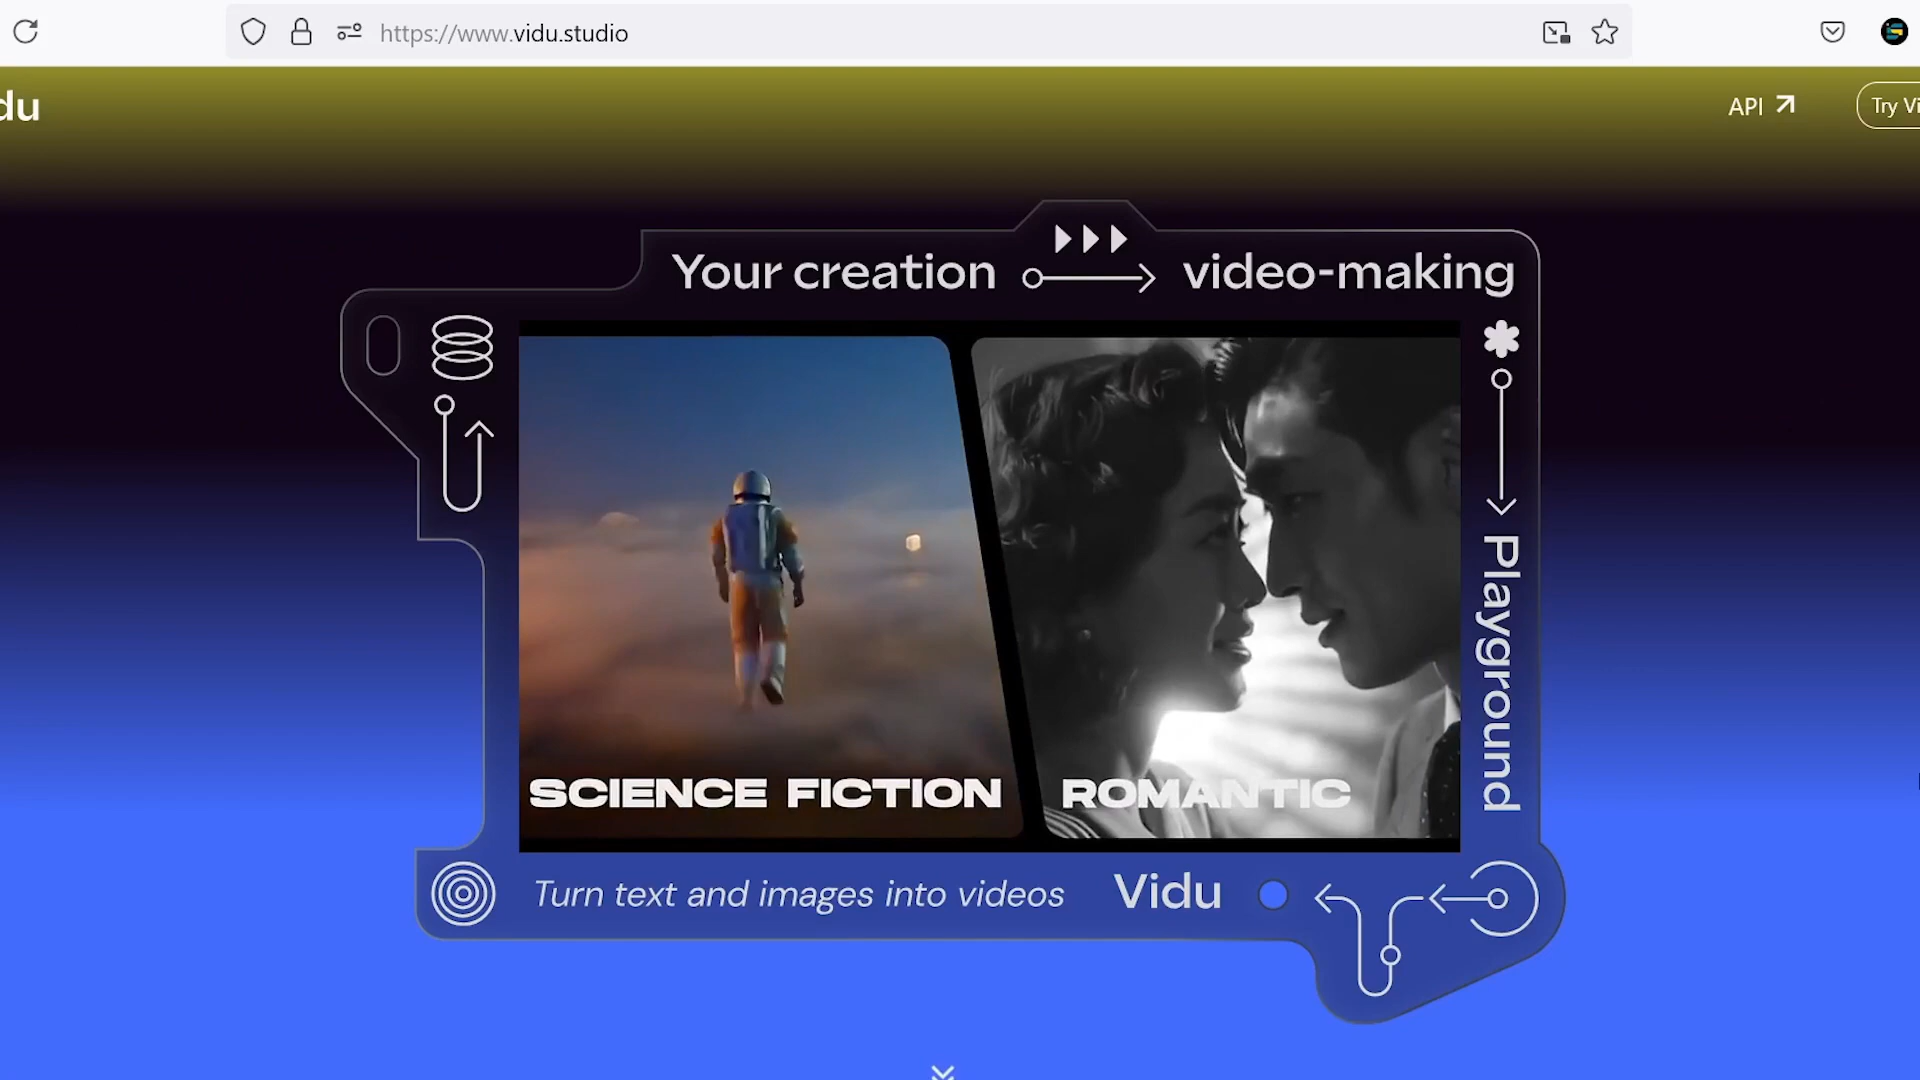 https://www.vidu.studio
du
API
Try Vi
Your creation
video-making
Playground
SCIENCE FICTION
ROMANTIC
Turn text and images into videos
Vidu